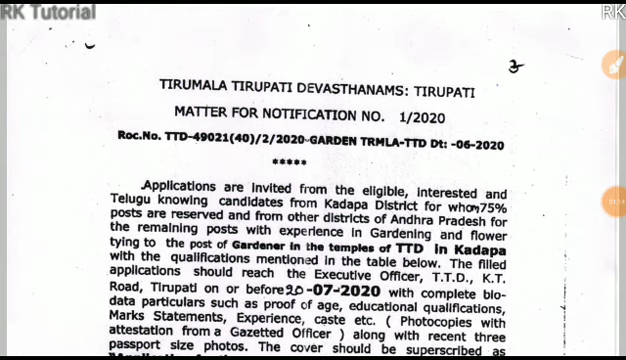 RK Tutorial
RK
3
TIRUMALA TIRUPATI DEVASTHANAMS: TIRUPATI
MATTER FOR NOTIFICATION NO. 1/2020
Roc.No. TTD-49021(40)/2/2020-GARDEN TRMLA-TTD Dt: -06-2020
*****
Applications are invited from the eligible, interested and
Telugu knowing candidates from Kadapa District for whom 75%
posts are reserved and from other districts of Andhra Pradesh for
the remaining posts with experience in Gardening and flower
tying to the post of Gardener in the temples of TTD in Kadapa
with the qualifications mentioned in the table below. The filled
applications should reach the Executive Officer, T.T.D., K.T.
Road, Tirupati on or before 20-07-2020 with complete bio-
data particulars such as proof of age, educational qualifications,
Marks Statements, Experience, caste etc. ( Photocopies with
attestation from a Gazetted Officer ) along with recent three
passport size photos. The cover should be superscribed as